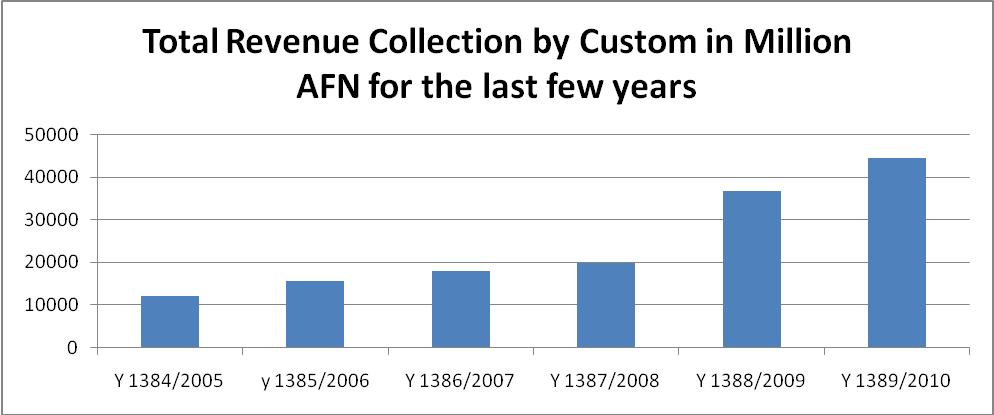 Total Revenue Collection by Custom in Million
AFN for the last few years
50000
40000
30000
20000
10000
0
Y 1384/2005
y 1385/2006
Y 1386/2007
Y 1387/2008
Y 1388/2009
Y 1389/2010